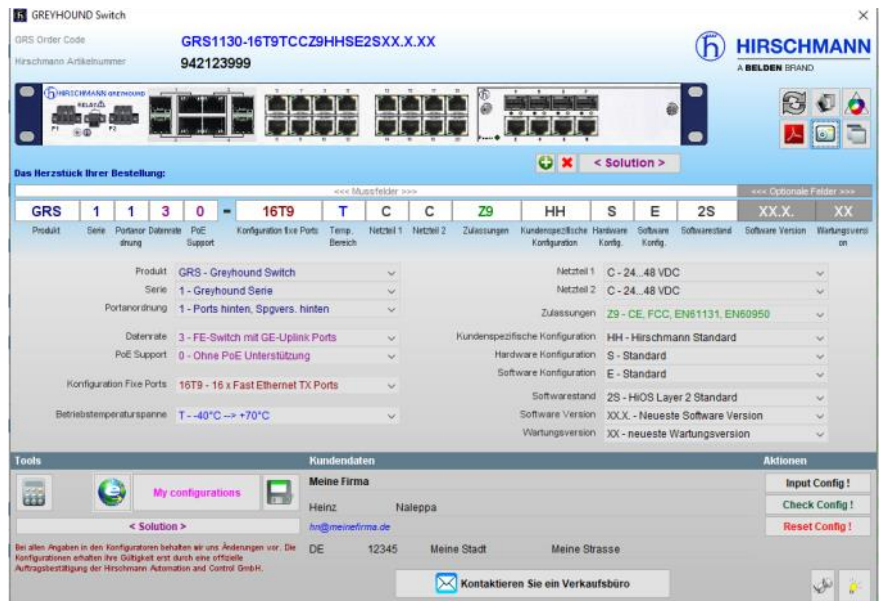 GREYHOUND Switch
GRS Order Code
GRS1130-16T9TCCZ9HHSE2SXX.X.XX
Hirschmann Artikelnummer
942123999
HIRSCHMANN
A BELDEN BRAND
HIRSCHMANN GREYHOUND
P1
P2
< Solution >
Das Herzstück Ihrer Bestellung:
<<< Mussfelder >>>
<<< Optionale Felder >>>
GRS 1 1 3 0 - 16T9 T C C Z9 HH S E 2S XX.X. XX
Produkt Serie Portanordnung Datenrate PoE Support Konfiguration fixe Ports Temp. Bereich Netzteil 1 Netzteil 2 Zulassungen Kundenspezifische Konfiguration Hardware Konfig. Software Konfig. Softwarestand Software Version Wartungsversion
Produkt GRS - Greyhound Switch
Serie 1 - Greyhound Serie
Portanordnung 1 - Ports hinten, Spgvers. hinten
Datenrate 3 - FE-Switch mit GE-Uplink Ports
PoE Support 0 - Ohne PoE Unterstützung
Konfiguration Fixe Ports 16T9 - 16 x Fast Ethernet TX Ports
Betriebstemperaturspanne T - -40°C --> +70°C
Netzteil 1 C - 24...48 VDC
Netzteil 2 C - 24...48 VDC
Zulassungen Z9 - CE, FCC, EN61131, EN60950
Kundenspezifische Konfiguration HH - Hirschmann Standard
Hardware Konfiguration S - Standard
Software Konfiguration E - Standard
Softwarestand 2S - HiOS Layer 2 Standard
Software Version XX.X. - Neueste Software Version
Wartungsversion XX - neueste Wartungsversion
Tools
My configurations
< Solution >
Bei allen Angaben in den Konfiguratoren behalten wir uns Änderungen vor. Die
Konfigurationen erhalten ihre Gültigkeit erst durch eine offizielle
Auftragsbestätigung der Hirschmann Automation and Control GmbH.
Kundendaten
Meine Firma
Heinz Naleppa
hn@meinefirma.de
DE 12345 Meine Stadt Meine Strasse
Kontaktieren Sie ein Verkaufsbüro
Aktionen
Input Config !
Check Config !
Reset Config !